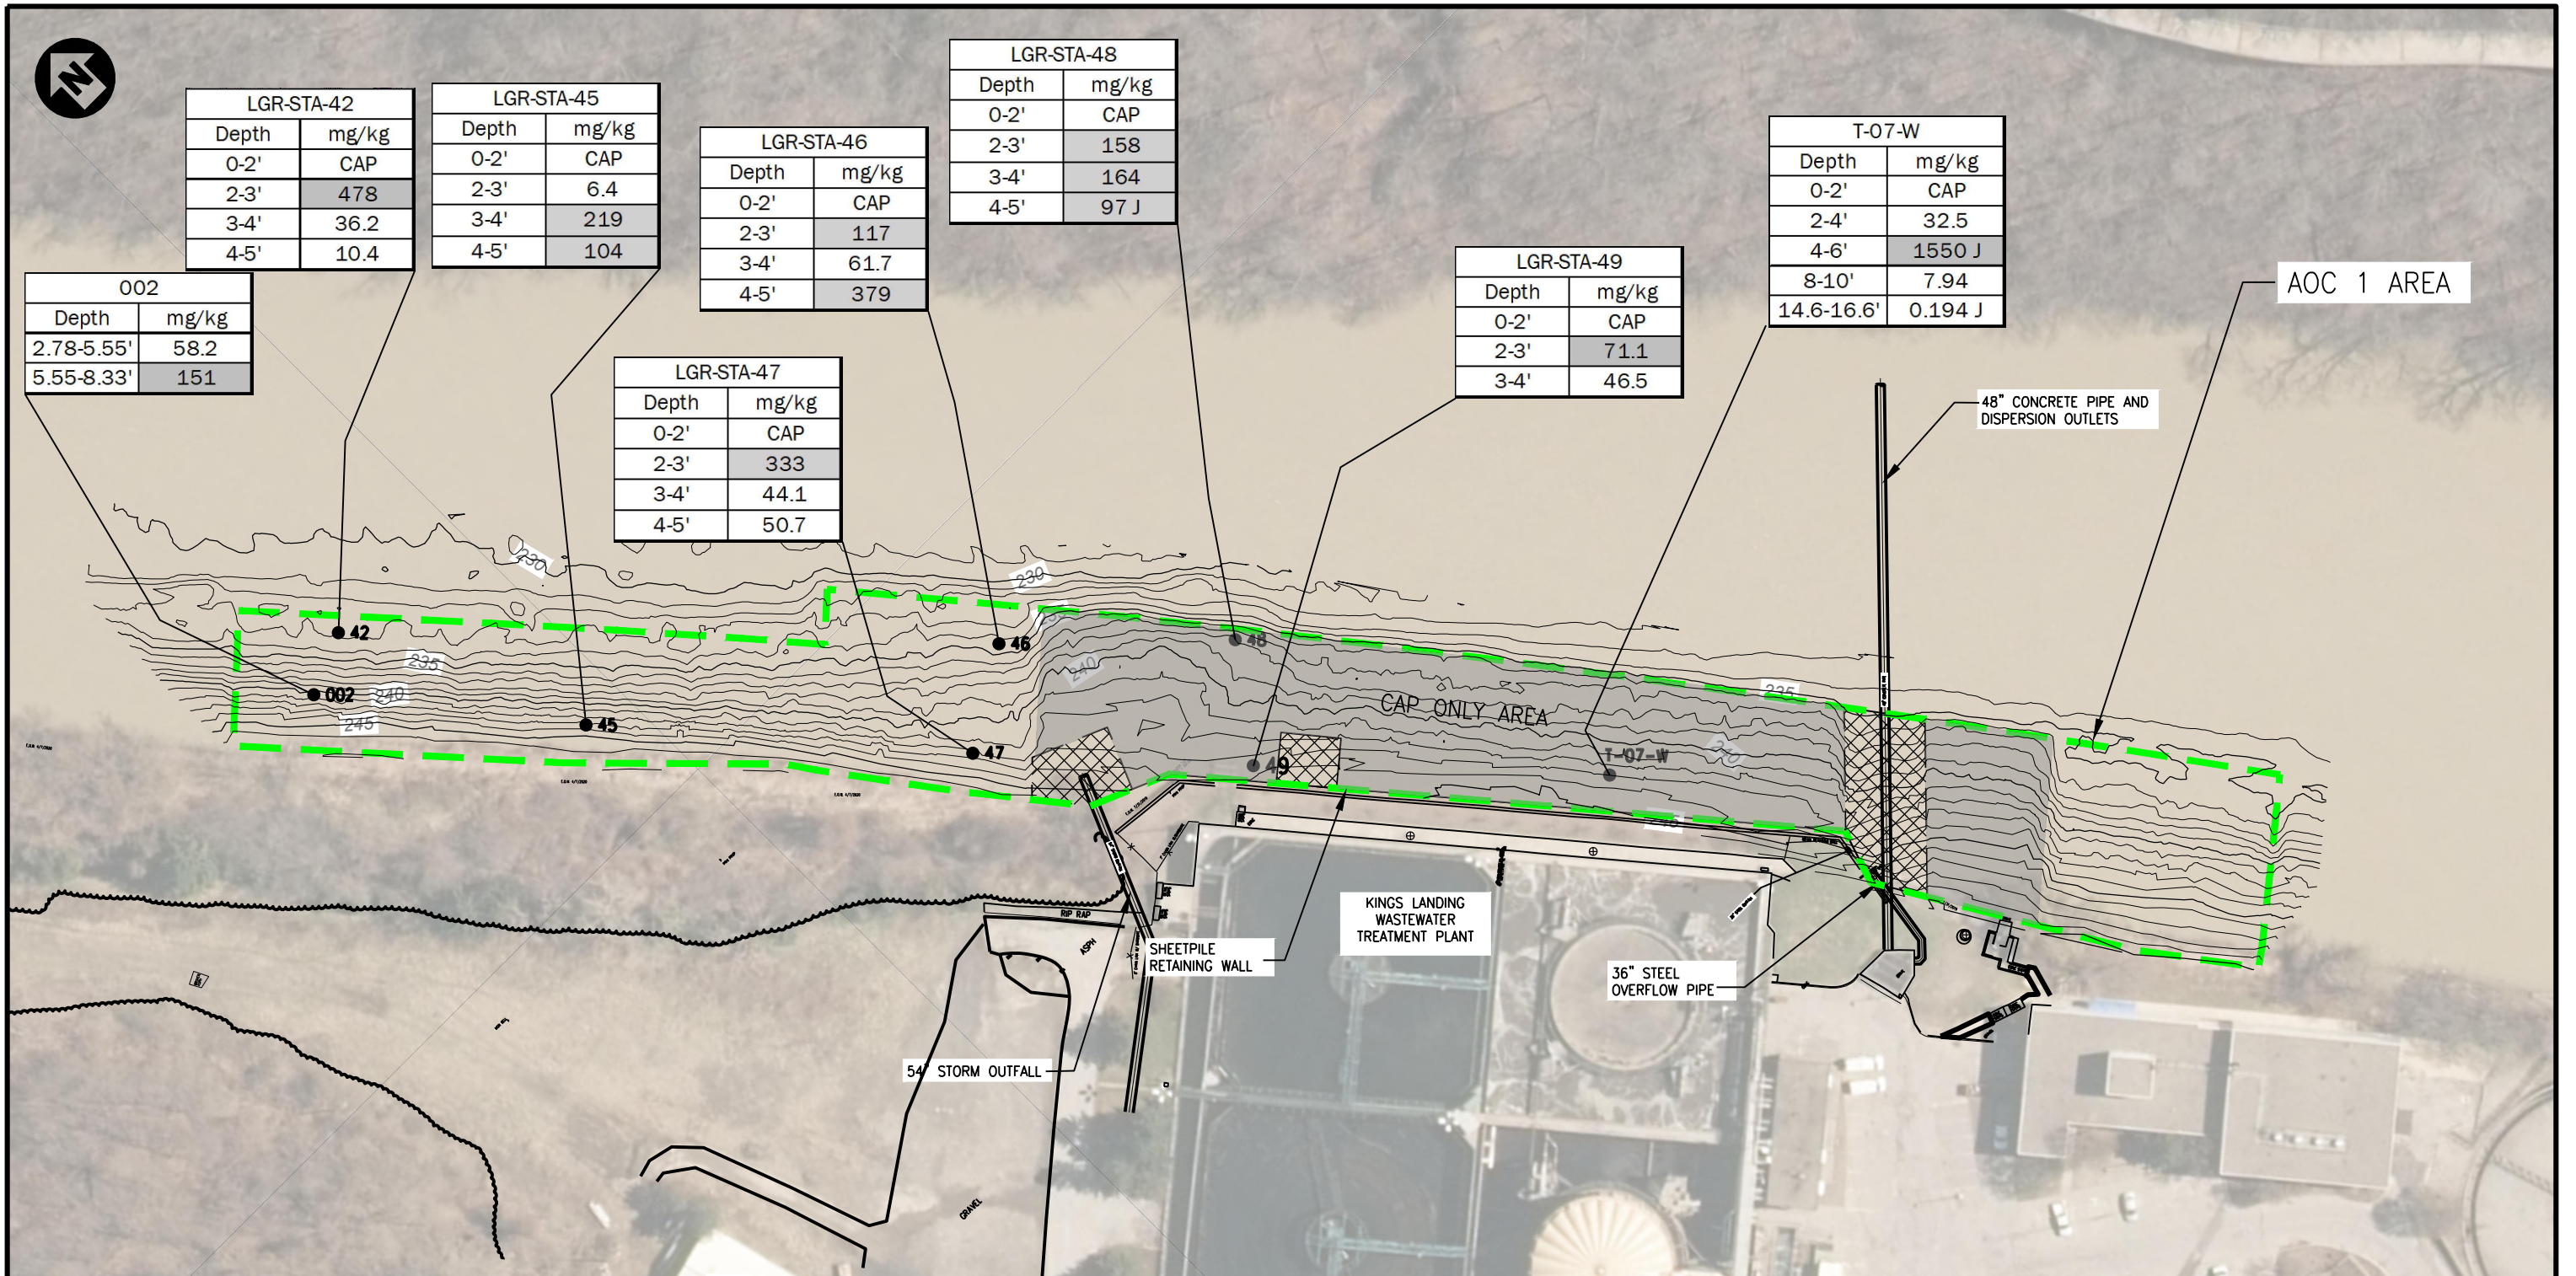 N
LGR-STA-42
Depth mg/kg
0-2' CAP
2-3' 478
3-4' 36.2
4-5' 10.4
LGR-STA-45
Depth mg/kg
0-2' CAP
2-3' 6.4
3-4' 219
4-5' 104
LGR-STA-46
Depth mg/kg
0-2' CAP
2-3' 117
3-4' 61.7
4-5' 379
LGR-STA-48
Depth mg/kg
0-2' CAP
2-3' 158
3-4' 164
4-5' 97 J
T-07-W
Depth mg/kg
0-2' CAP
2-4' 32.5
4-6' 1550 J
8-10' 7.94
14.6-16.6' 0.194 J
002
Depth mg/kg
2.78-5.55' 58.2
5.55-8.33' 151
LGR-STA-47
Depth mg/kg
0-2' CAP
2-3' 333
3-4' 44.1
4-5' 50.7
LGR-STA-49
Depth mg/kg
0-2' CAP
2-3' 71.1
3-4' 46.5
AOC 1 AREA
48" CONCRETE PIPE AND
DISPERSION OUTLETS
230
230
42
46
48
235
240
235
002
240
245
45
47
49
CAP ONLY AREA
T-07-W
235
240
KINGS LANDING
WASTEWATER
TREATMENT PLANT
SHEETPILE
RETAINING WALL
36" STEEL
OVERFLOW PIPE
54" STORM OUTFALL
RIP RAP
ASPH
GRAVEL